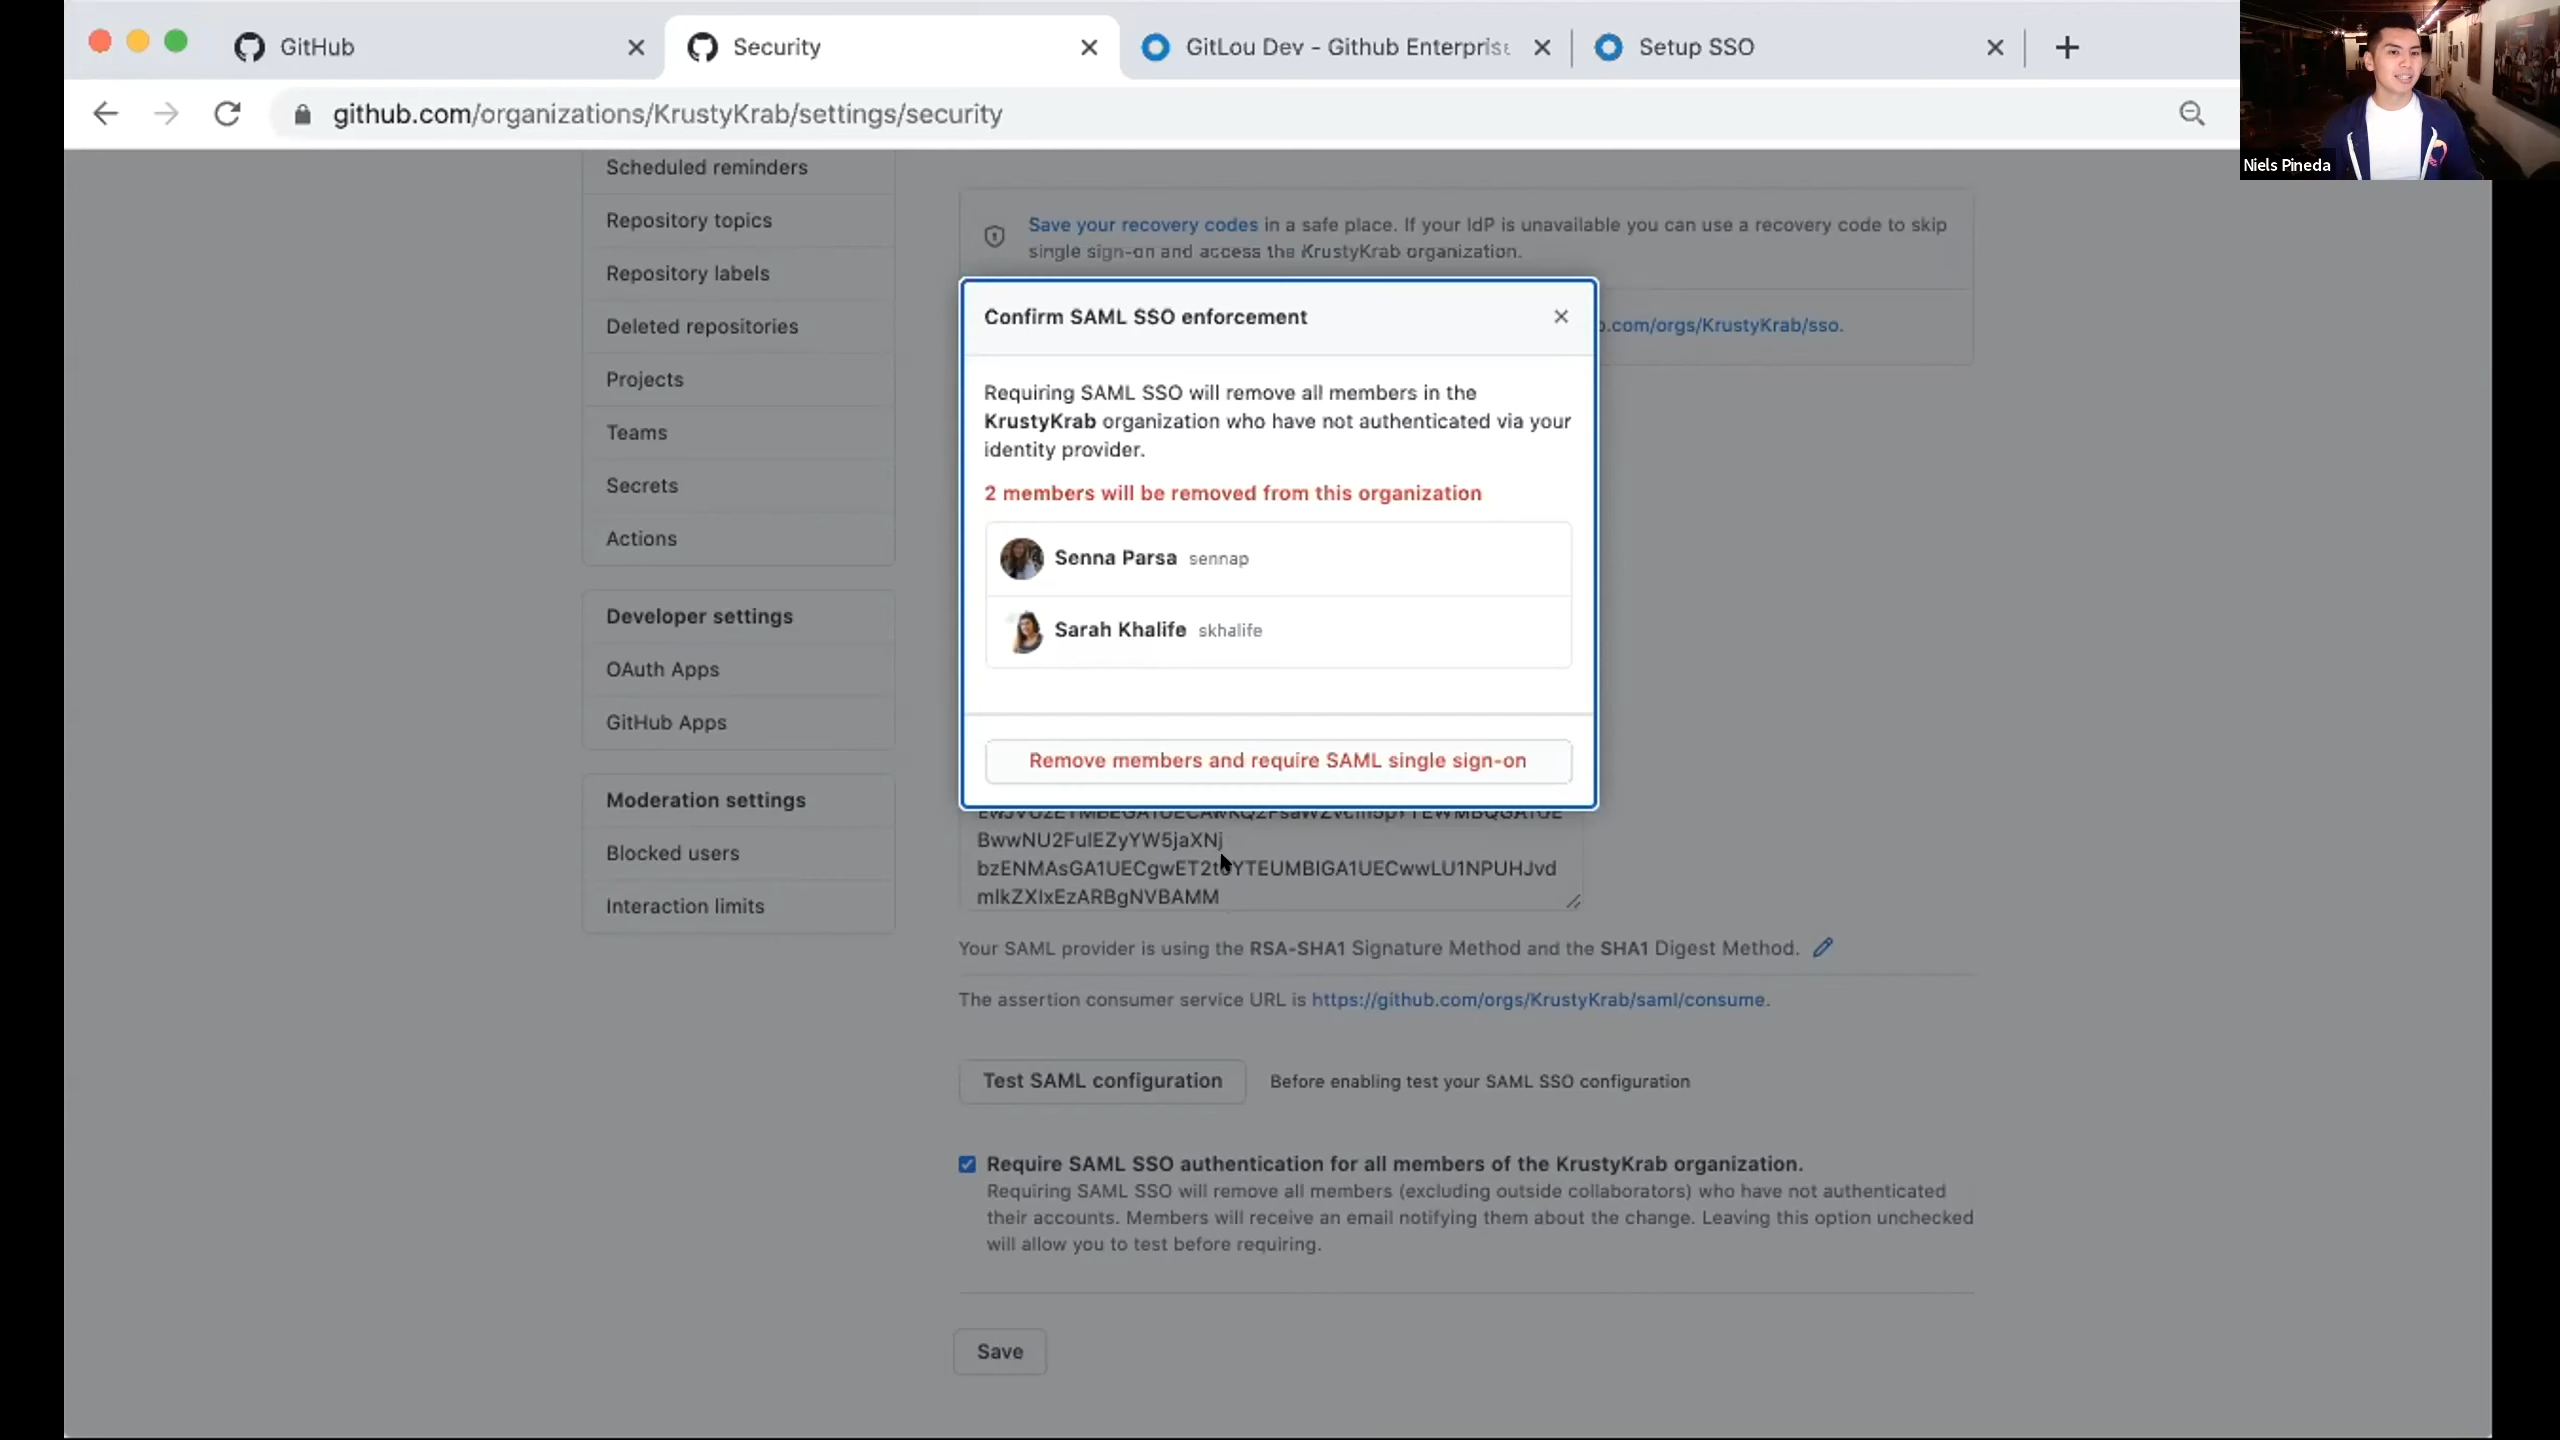 GitHub
Security
GitLou Dev - Github Enterprise
Setup SSO
github.com/organizations/KrustyKrab/settings/security
Niels Pineda
Scheduled reminders
Repository topics
Repository labels
Deleted repositories
Projects
Teams
Secrets
Actions
Developer settings
OAuth Apps
GitHub Apps
Moderation settings
Blocked users
Interaction limits
Save your recovery codes in a safe place. If your IdP is unavailable you can use a recovery code to skip
single sign-on and access the KrustyKrab organization.
.com/orgs/KrustyKrab/sso.
Confirm SAML SSO enforcement
Requiring SAML SSO will remove all members in the
KrustyKrab organization who have not authenticated via your
identity provider.
2 members will be removed from this organization
Senna Parsa sennap
Sarah Khalife skhalife
Remove members and require SAML single sign-on
mlkZXIxEzARBgNVBAMM
Your SAML provider is using the RSA-SHA1 Signature Method and the SHA1 Digest Method.
The assertion consumer service URL is https://github.com/orgs/KrustyKrab/saml/consume.
Test SAML configuration Before enabling test your SAML SSO configuration
Require SAML SSO authentication for all members of the KrustyKrab organization.
Requiring SAML SSO will remove all members (excluding outside collaborators) who have not authenticated
their accounts. Members will receive an email notifying them about the change. Leaving this option unchecked
will allow you to test before requiring.
Save